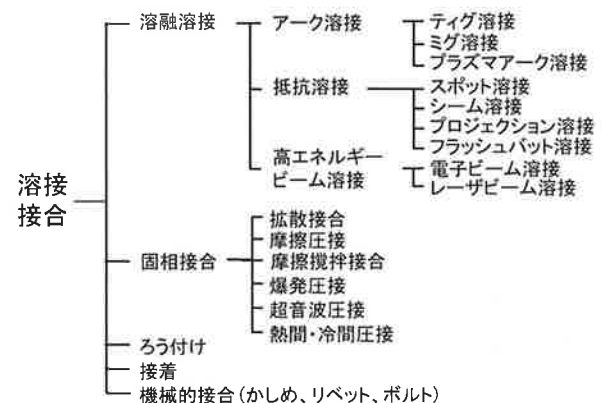 溶接
接合
溶融溶接
アーク溶接
ティグ溶接
ミグ溶接
プラズマアーク溶接
抵抗溶接
スポット溶接
シーム溶接
プロジェクション溶接
フラッシュバット溶接
高エネルギー
ビーム溶接
電子ビーム溶接
レーザビーム溶接
固相接合
拡散接合
摩擦圧接
摩擦撹拌接合
爆発圧接
超音波圧接
熱間・冷間圧接
ろう付け
接着
機械的接合(かしめ、リベット、ボルト)